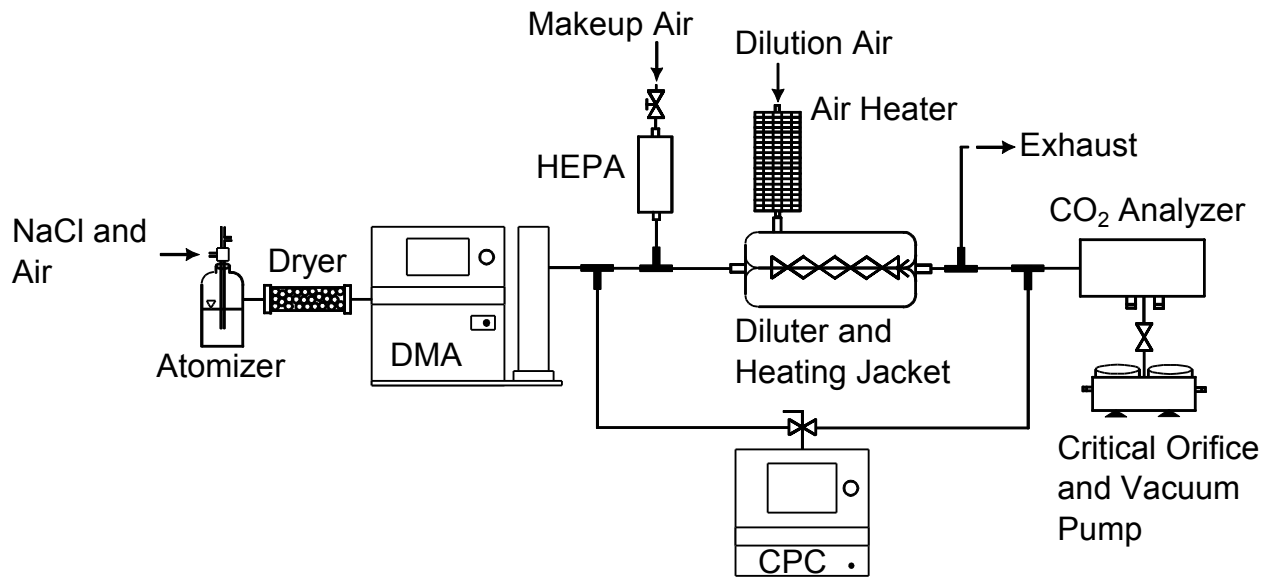 Makeup Air
Dilution Air
Air Heater
HEPA
Exhaust
CO₂ Analyzer
NaCl and
Air
Dryer
Atomizer
DMA
Diluter and
Heating Jacket
CPC
Critical Orifice
and Vacuum
Pump